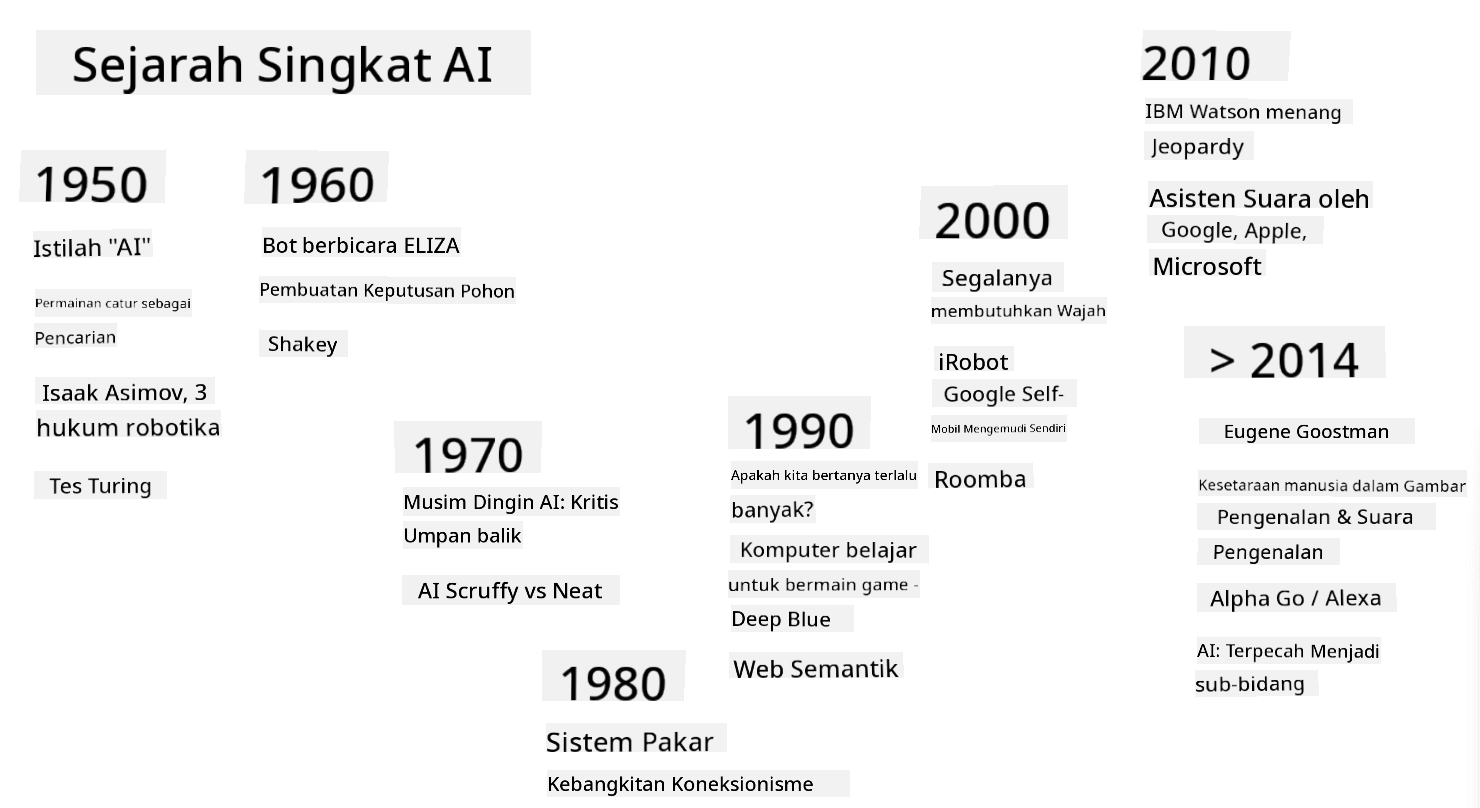 Sejarah Singkat AI
1950
Istilah "AI"
Permainan catur sebagai
Pencarian
Isaak Asimov, 3
hukum robotika
Tes Turing
1960
Bot berbicara ELIZA
Pembuatan Keputusan Pohon
Shakey
1970
Musim Dingin AI: Kritis
Umpan balik
AI Scruffy vs Neat
1980
Sistem Pakar
Kebangkitan Koneksionisme
1990
Apakah kita bertanya terlalu
banyak?
Komputer belajar
untuk bermain game -
Deep Blue
Web Semantik
2000
Segalanya
membutuhkan Wajah
iRobot
Google Self-
Mobil Mengemudi Sendiri
Roomba
2010
IBM Watson menang
Jeopardy
Asisten Suara oleh
Google, Apple,
Microsoft
> 2014
Eugene Goostman
Kesetaraan manusia dalam Gambar
Pengenalan & Suara
Pengenalan
Alpha Go / Alexa
AI: Terpecah Menjadi
sub-bidang